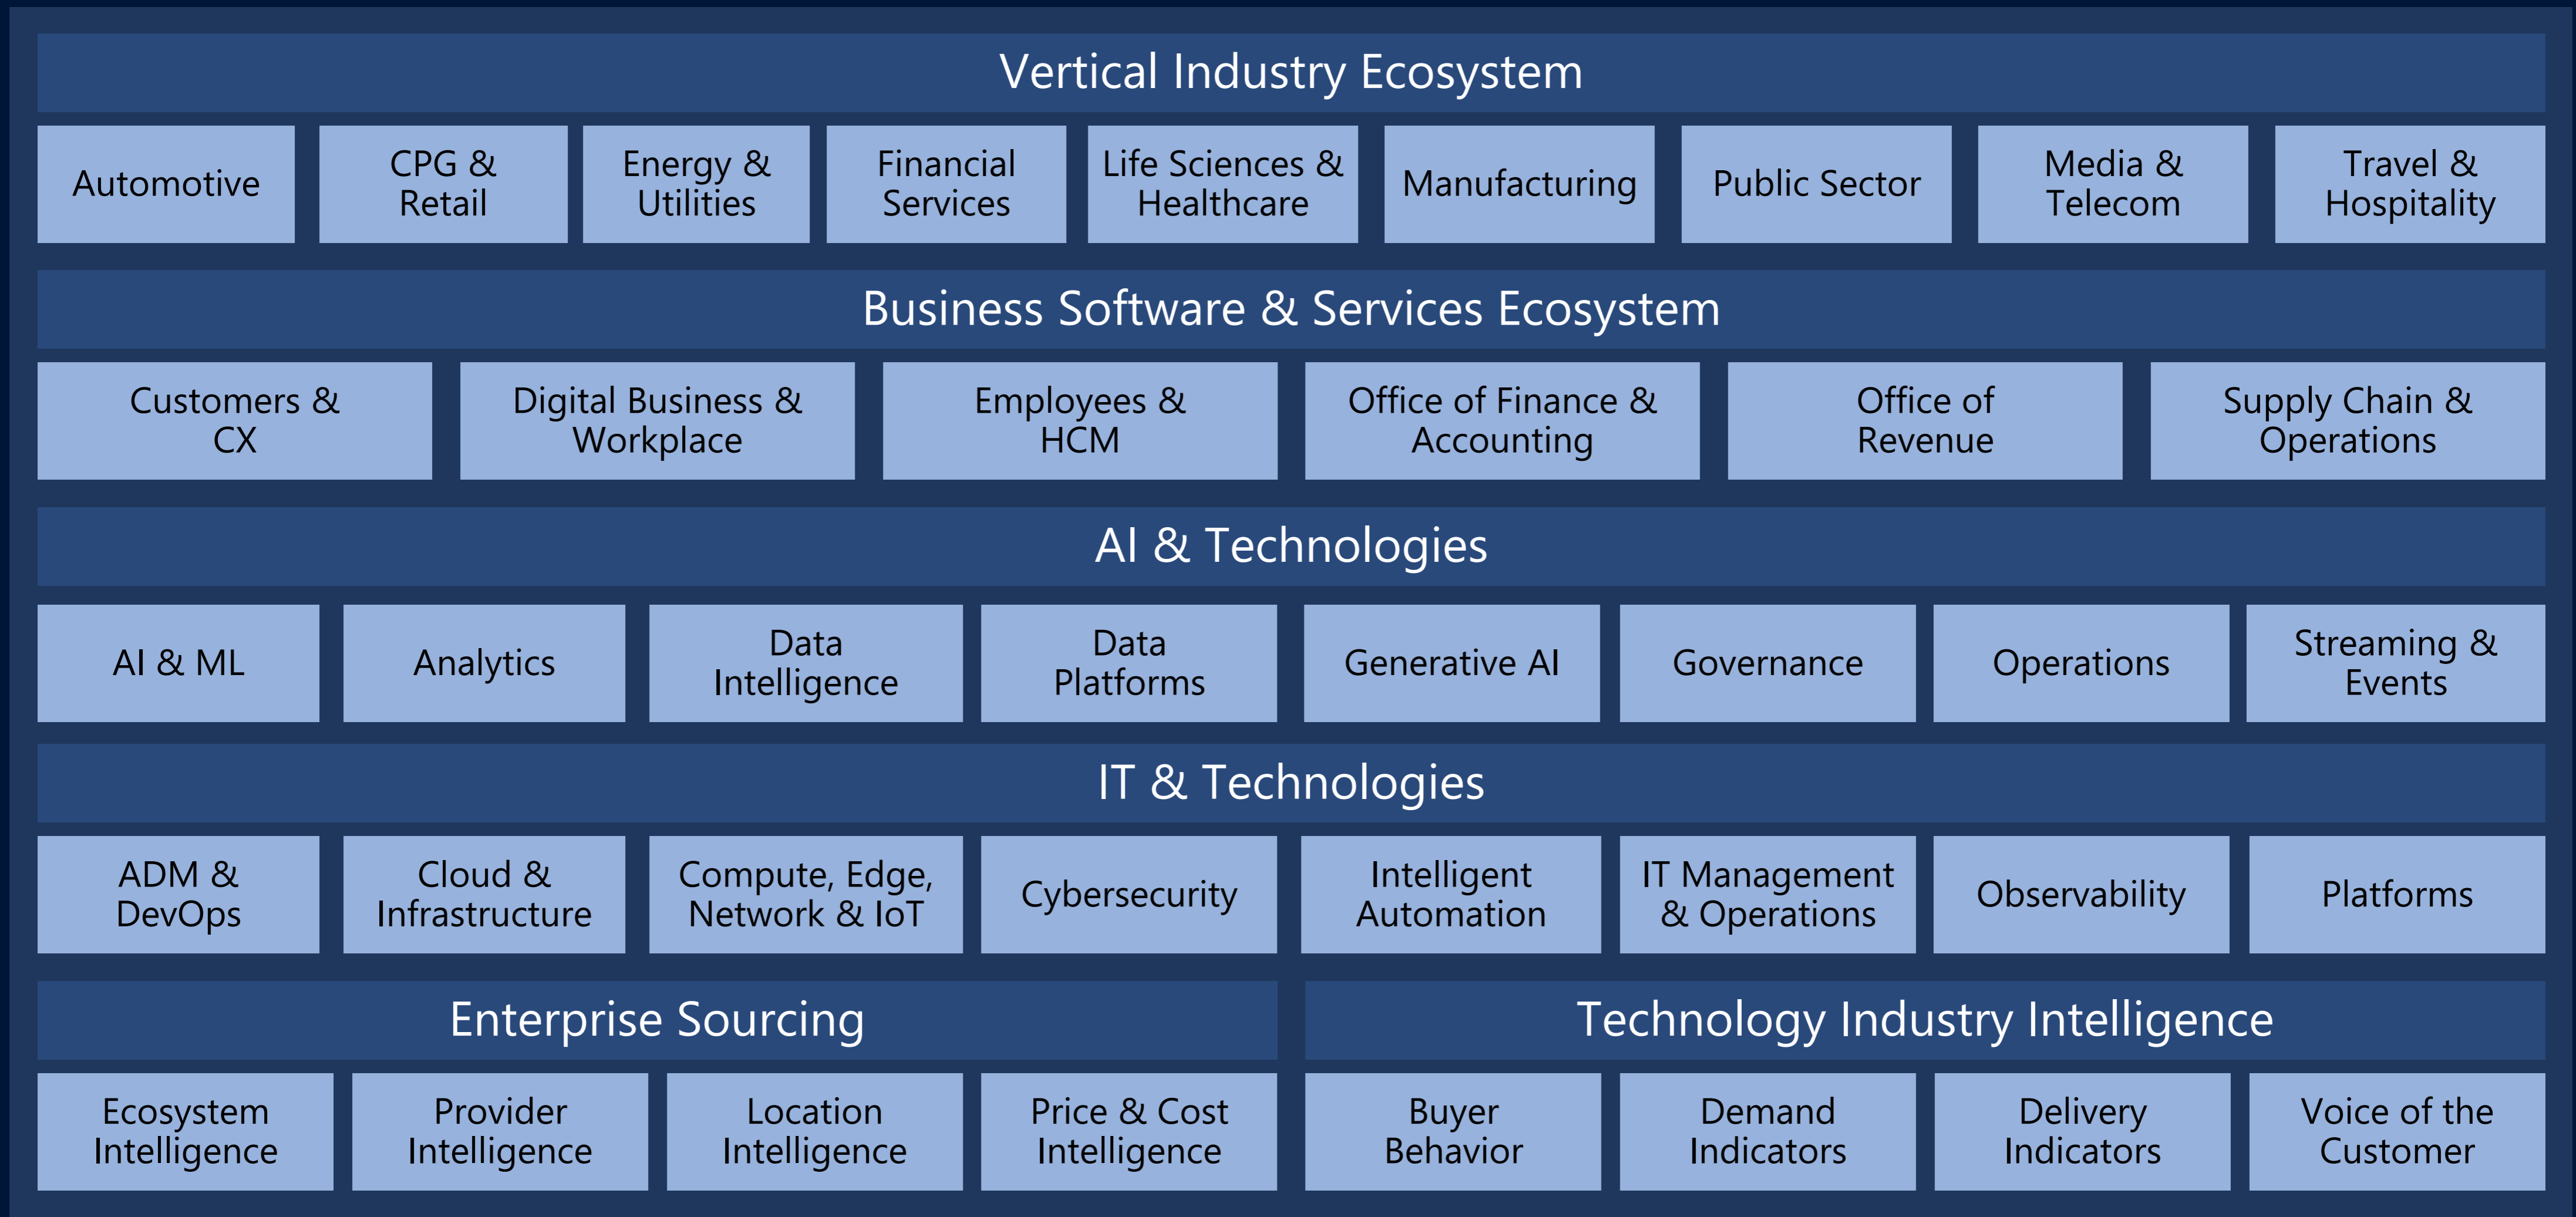 Vertical Industry Ecosystem
Automotive
CPG &
Retail
Energy &
Utilities
Financial
Services
Life Sciences &
Healthcare
Manufacturing
Public Sector
Media &
Telecom
Travel &
Hospitality
Business Software & Services Ecosystem
Customers &
CX
Digital Business &
Workplace
Employees &
HCM
Office of Finance &
Accounting
Office of
Revenue
Supply Chain &
Operations
AI & Technologies
AI & ML
Analytics
Data
Intelligence
Data
Platforms
Generative AI
Governance
Operations
Streaming &
Events
IT & Technologies
ADM &
DevOps
Cloud &
Infrastructure
Compute, Edge,
Network & IoT
Cybersecurity
Intelligent
Automation
IT Management
& Operations
Observability
Platforms
Enterprise Sourcing
Ecosystem
Intelligence
Provider
Intelligence
Location
Intelligence
Price & Cost
Intelligence
Technology Industry Intelligence
Buyer
Behavior
Demand
Indicators
Delivery
Indicators
Voice of the
Customer